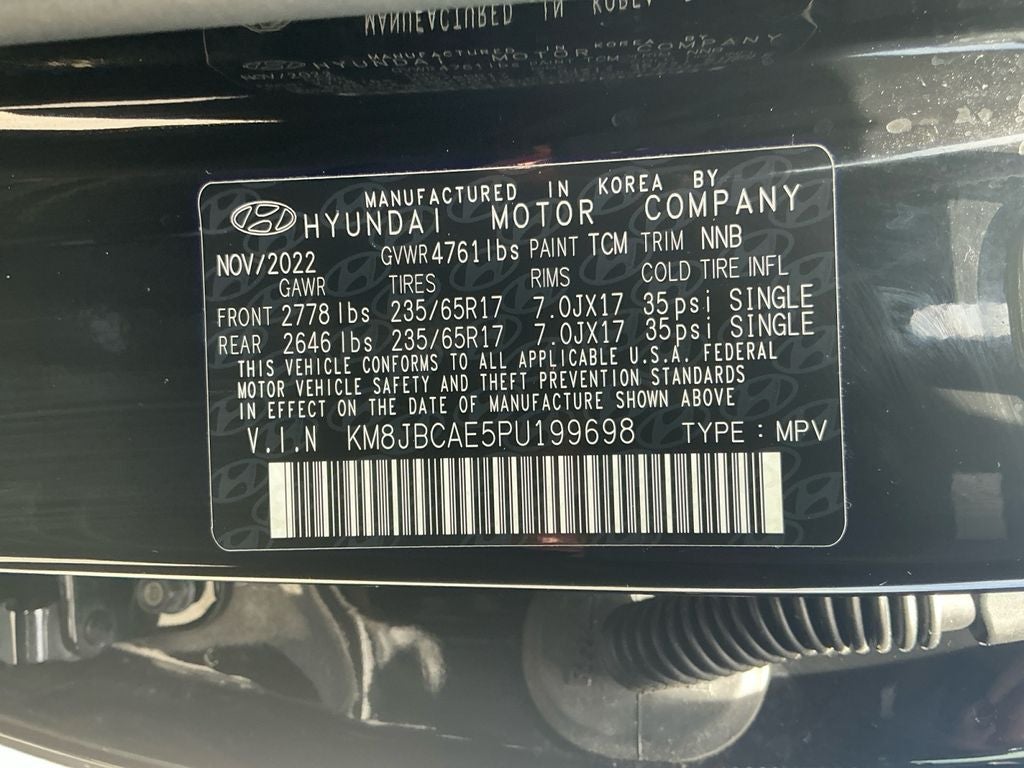 MANUFACTURED IN KOREA BY
HYUNDAI MOTOR COMPANY
NOV/2022 GVWR 4761lbs PAINT TCM TRIM NNB
GAWR TIRES RIMS COLD TIRE INFL
FRONT 2778 lbs 235/65R17 7.0JX17 35psi SINGLE
REAR 2646 lbs 235/65R17 7.0JX17 35psi SINGLE
THIS VEHICLE CONFORMS TO ALL APPLICABLE U.S.A. FEDERAL
MOTOR VEHICLE SAFETY AND THEFT PREVENTION STANDARDS
IN EFFECT ON THE DATE OF MANUFACTURE SHOWN ABOVE
V.I.N KM8JBCAE5PU199698 TYPE : MPV